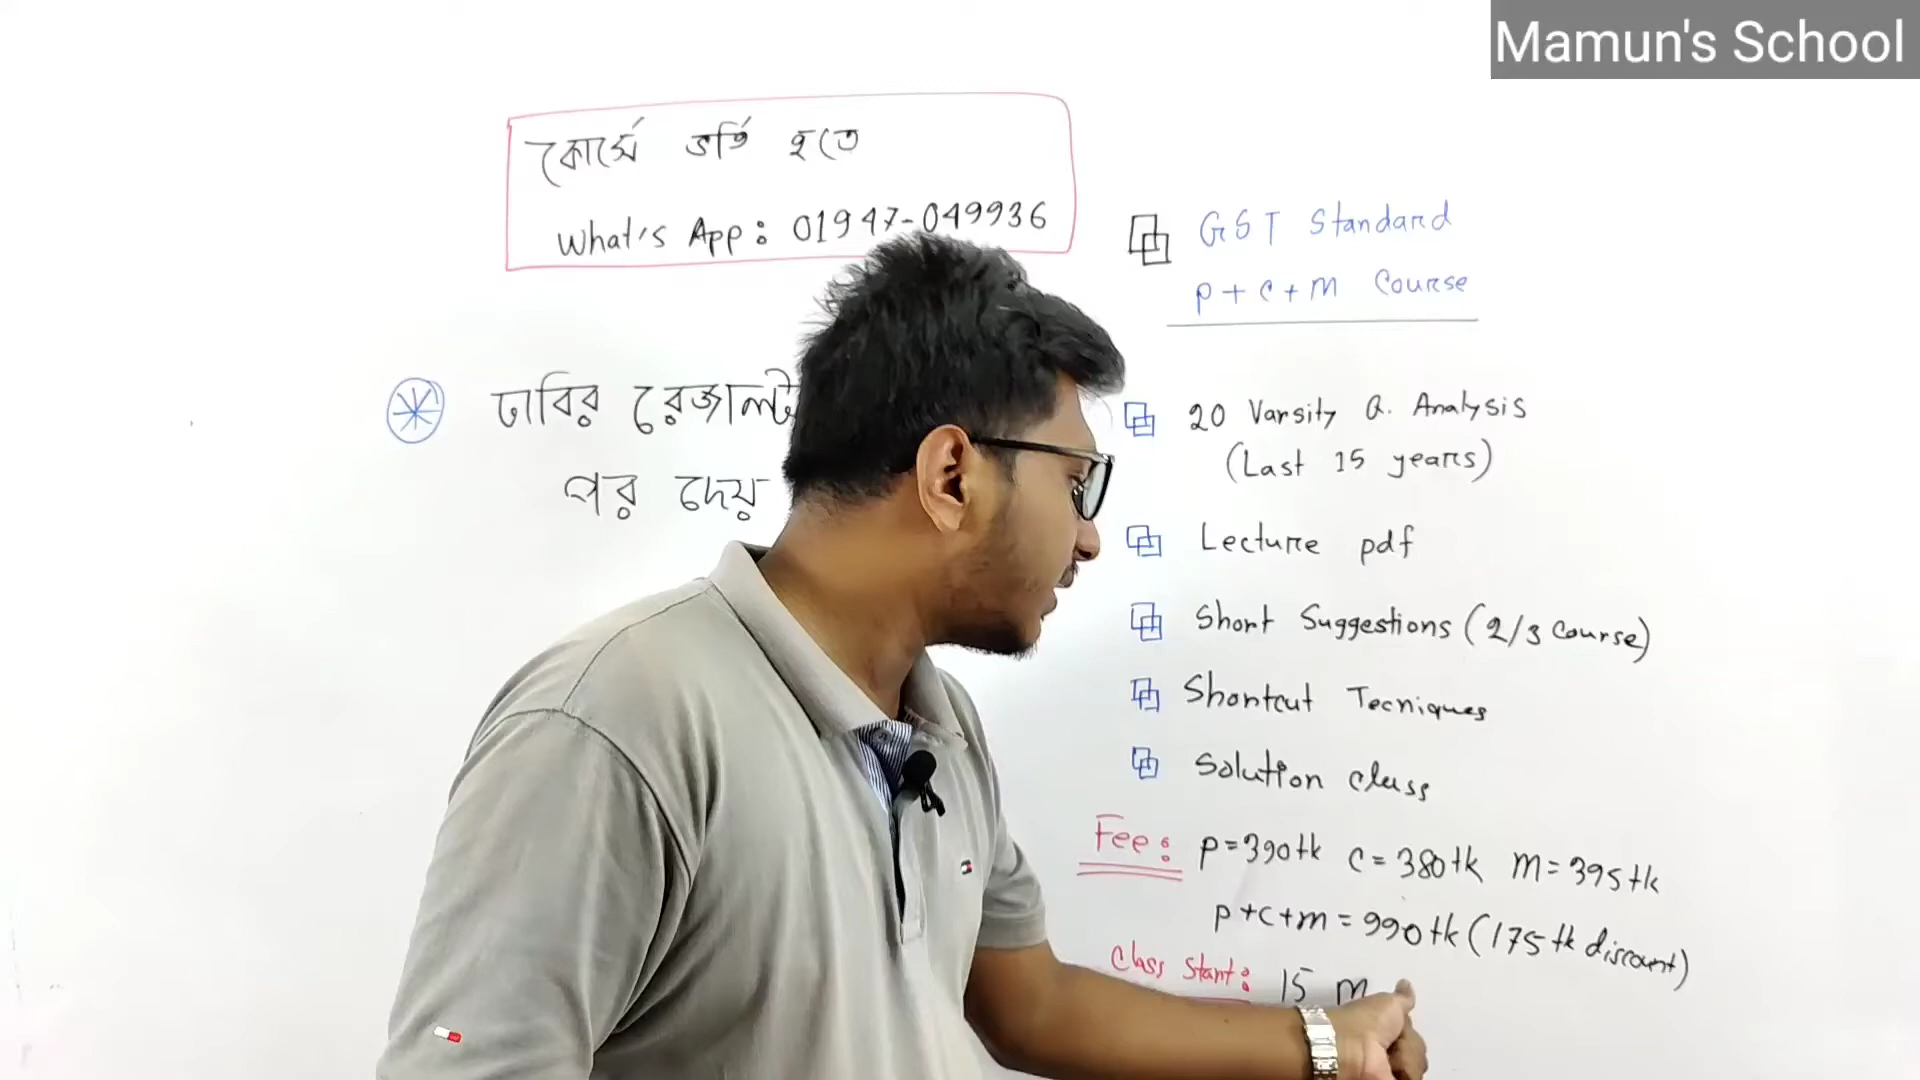 Mamun's School
কোর্সে ভর্তি হতে
What's App: 01947-049936
GST Standard
P+C+M Course
ঢাবির রেজাল্ট
পর দেয়
20 Varsity Q. Analysis
(Last 15 years)
Lecture pdf
Short Suggestions (2/3 Course)
Shortcut Tecniques
Solution class
Fee: P=390tk C=380tk M=395tk
P+C+M=990tk (175tk discount)
Class Start: 15 M